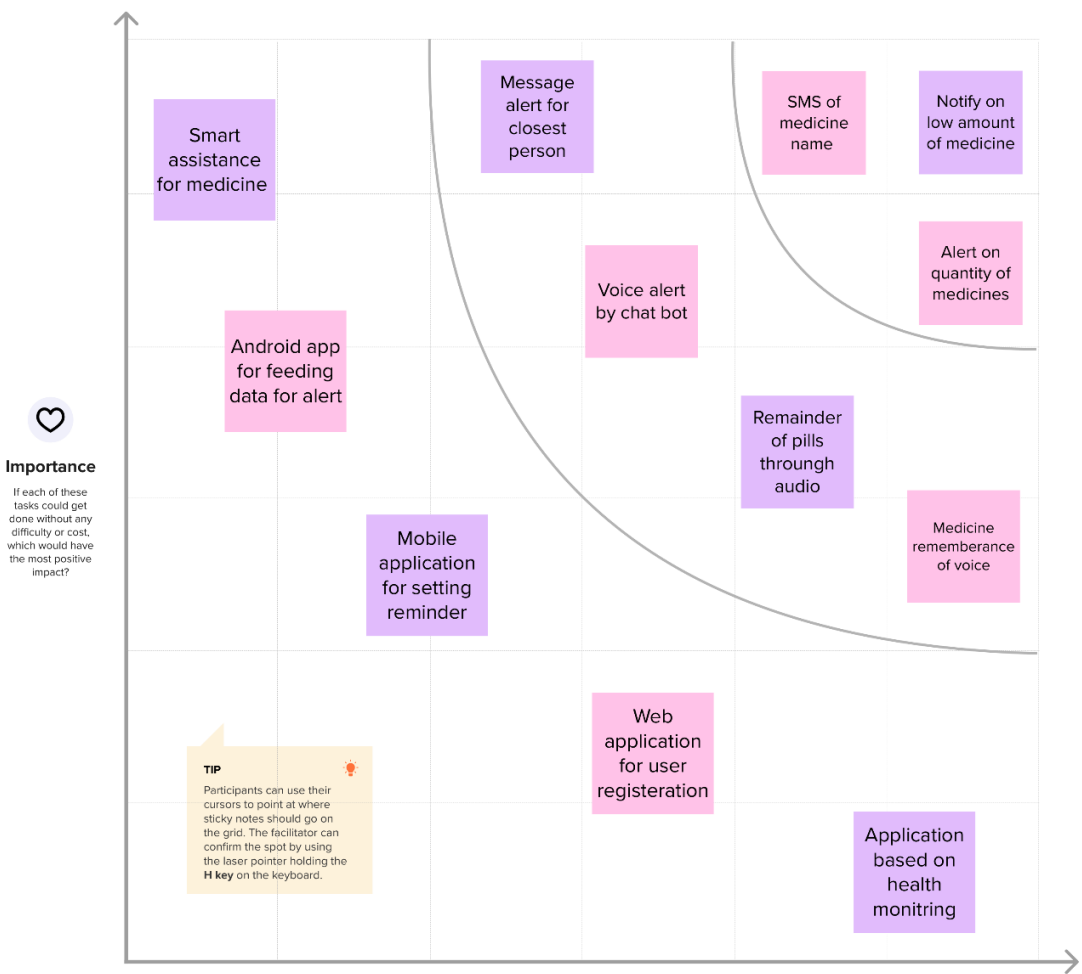 Smart
assistance
for medicine
Message
alert for
closest
person
SMS of
medicine
name
Notify on
low amount
of medicine
Alert on
quantity of
medicines
Voice alert
by chat bot
Android app
for feeding
data for alert
Remainder
of pills
throurgh
audio
Medicine
rememberance
of voice
Mobile
application
for setting
reminder
Importance
If each of these
tasks could get
done without any
difficulty or cost,
which would have
the most positive
impact?
Web
application
for user
registeration
Application
based on
health
monitring
TIP
Participants can use their
cursors to point at where
sticky notes should go on
the grid. The facilitator can
confirm the spot by using
the laser pointer holding the
H key on the keyboard.